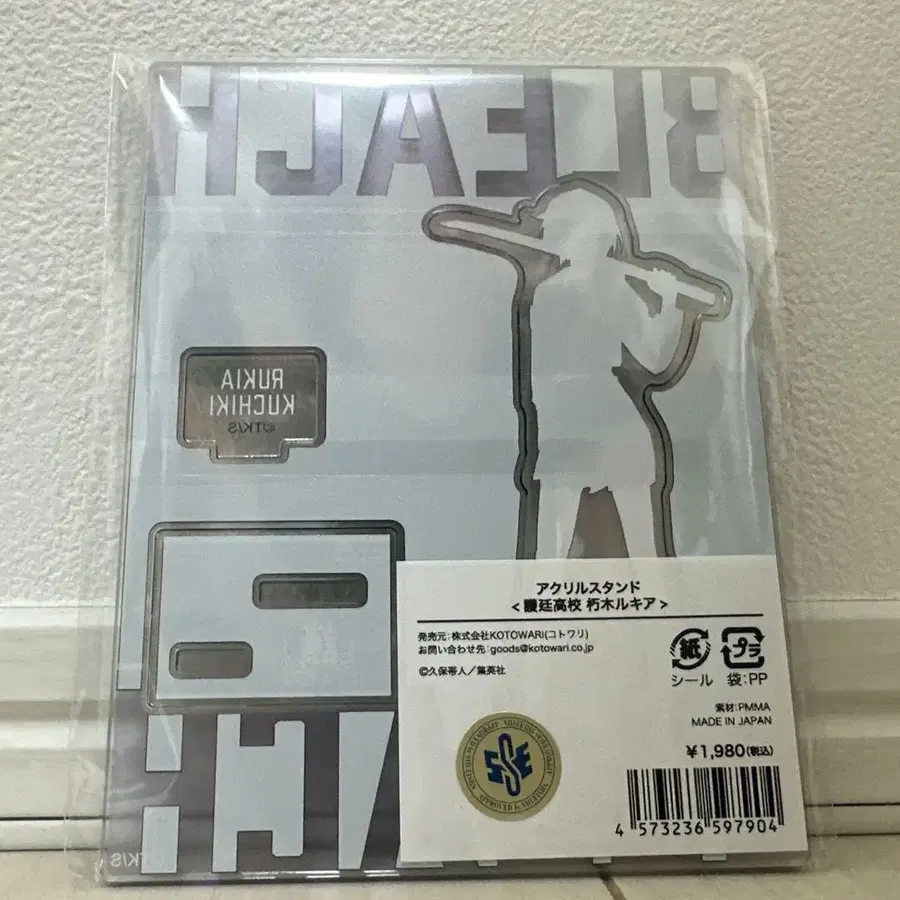 BLEACH
RUKIA
KUCHIKI
©TK/S
アクリルスタンド
< 護廷高校 朽木ルキア >
発売元：株式会社KOTOWARI(コトワリ)
お問い合わせ先：goods@kotowari.co.jp
©久保帯人／集英社
紙 プラ
シール 袋：PP
素材：PMMA
MADE IN JAPAN
¥1,980(税込)
4 573236 597904
TK/S